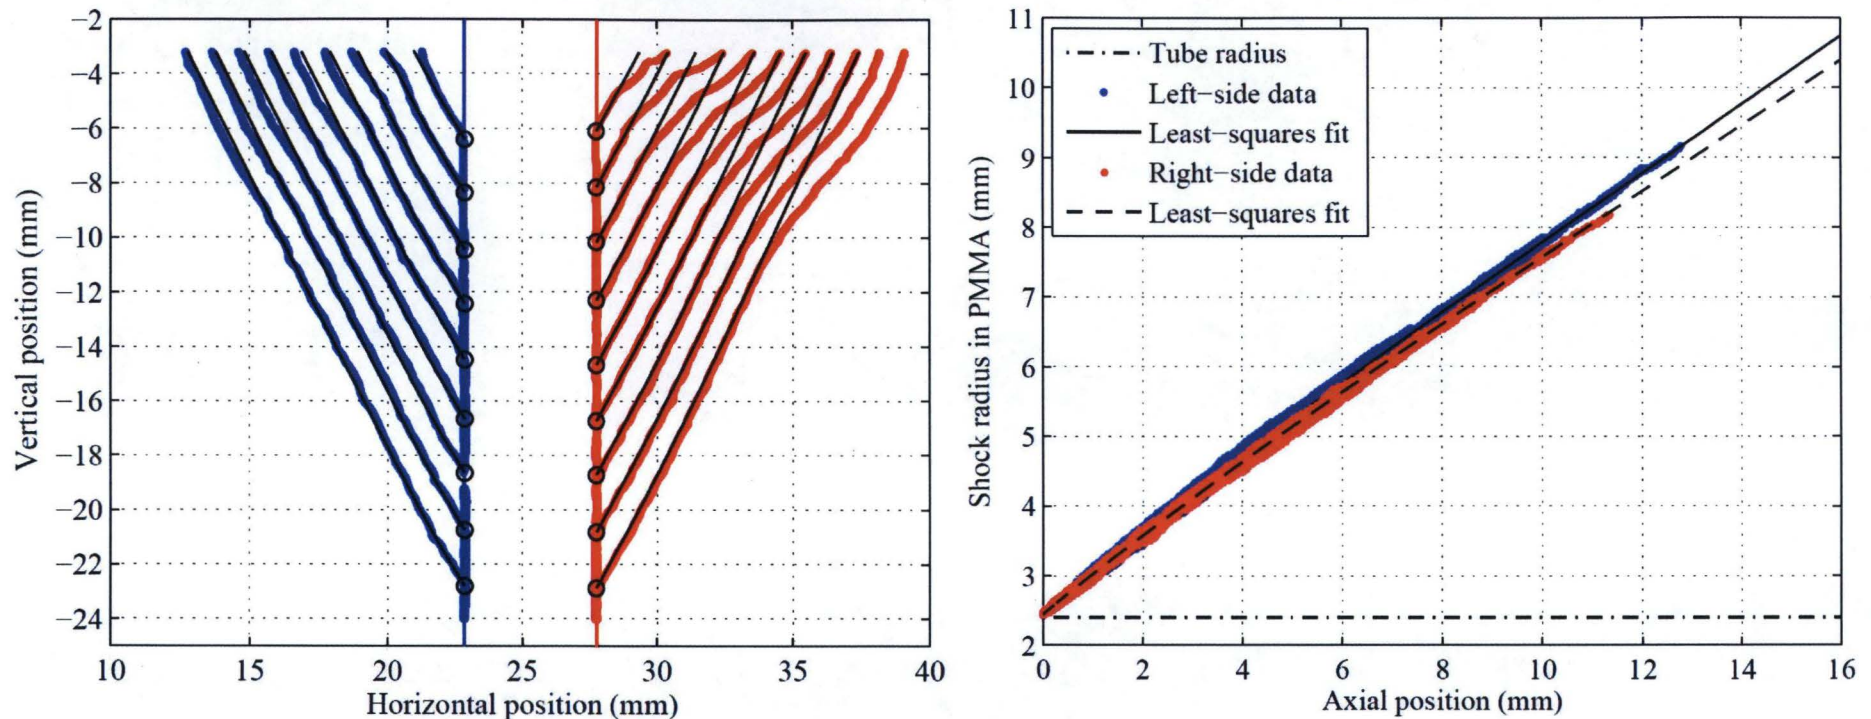 −2
−4
−6
−8
−10
−12
−14
−16
−18
−20
−22
−24
Vertical position (mm)
10 15 20 25 30 35 40
Horizontal position (mm)
11
10
9
8
7
6
5
4
3
2
Shock radius in PMMA (mm)
Tube radius
Left−side data
Least−squares fit
Right−side data
Least−squares fit
0 2 4 6 8 10 12 14 16
Axial position (mm)